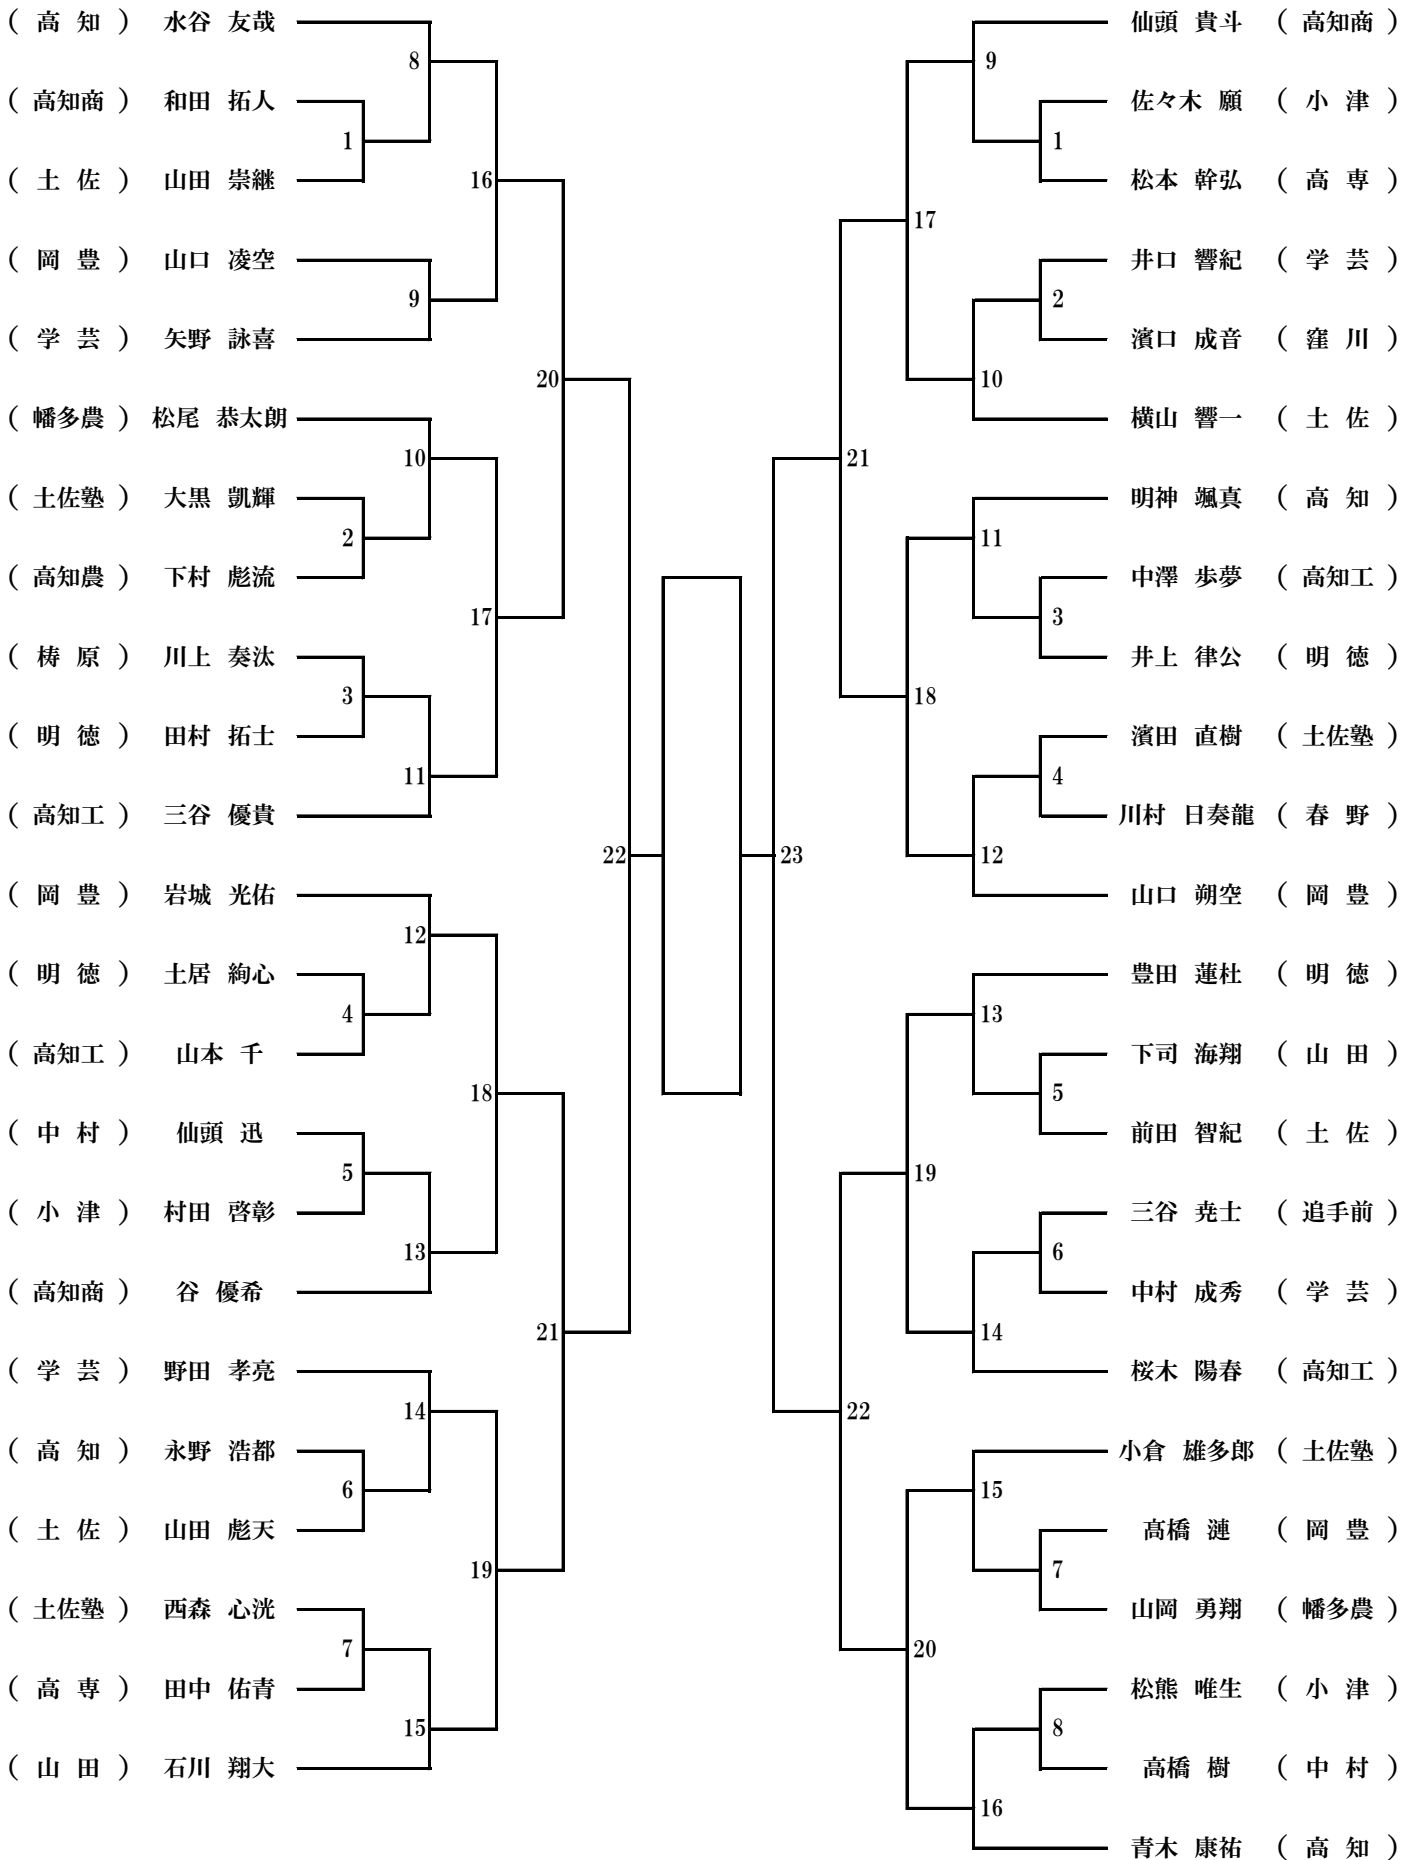 ( 高 知 ) 水谷 友哉
8
( 高知商 ) 和田 拓人
1
( 土 佐 ) 山田 崇継
16
( 岡 豊 ) 山口 凌空
9
( 学 芸 ) 矢野 詠喜
20
( 幡多農 ) 松尾 恭太朗
10
( 土佐塾 ) 大黒 凱輝
2
( 高知農 ) 下村 彪流
17
( 梼 原 ) 川上 奏汰
3
( 明 徳 ) 田村 拓士
11
( 高知工 ) 三谷 優貴
22
( 岡 豊 ) 岩城 光佑
12
( 明 徳 ) 土居 絢心
4
( 高知工 ) 山本 千
18
( 中 村 ) 仙頭 迅
5
( 小 津 ) 村田 啓彰
13
( 高知商 ) 谷 優希
21
( 学 芸 ) 野田 孝亮
14
( 高 知 ) 永野 浩都
6
( 土 佐 ) 山田 彪天
19
( 土佐塾 ) 西森 心洸
7
( 高 専 ) 田中 佑青
15
( 山 田 ) 石川 翔大
仙頭 貴斗 ( 高知商 )
9
佐々木 願 ( 小 津 )
1
松本 幹弘 ( 高 専 )
17
井口 響紀 ( 学 芸 )
2
濱口 成音 ( 窪 川 )
10
横山 響一 ( 土 佐 )
21
明神 颯真 ( 高 知 )
11
中澤 歩夢 ( 高知工 )
3
井上 律公 ( 明 徳 )
18
濱田 直樹 ( 土佐塾 )
4
川村 日奏龍 ( 春 野 )
12
山口 朔空 ( 岡 豊 )
23
豊田 蓮杜 ( 明 徳 )
13
下司 海翔 ( 山 田 )
5
前田 智紀 ( 土 佐 )
19
三谷 尭士 ( 追手前 )
6
中村 成秀 ( 学 芸 )
14
桜木 陽春 ( 高知工 )
22
小倉 雄多郎 ( 土佐塾 )
15
高橋 漣 ( 岡 豊 )
7
山岡 勇翔 ( 幡多農 )
20
松熊 唯生 ( 小 津 )
8
高橋 樹 ( 中 村 )
16
青木 康祐 ( 高 知 )